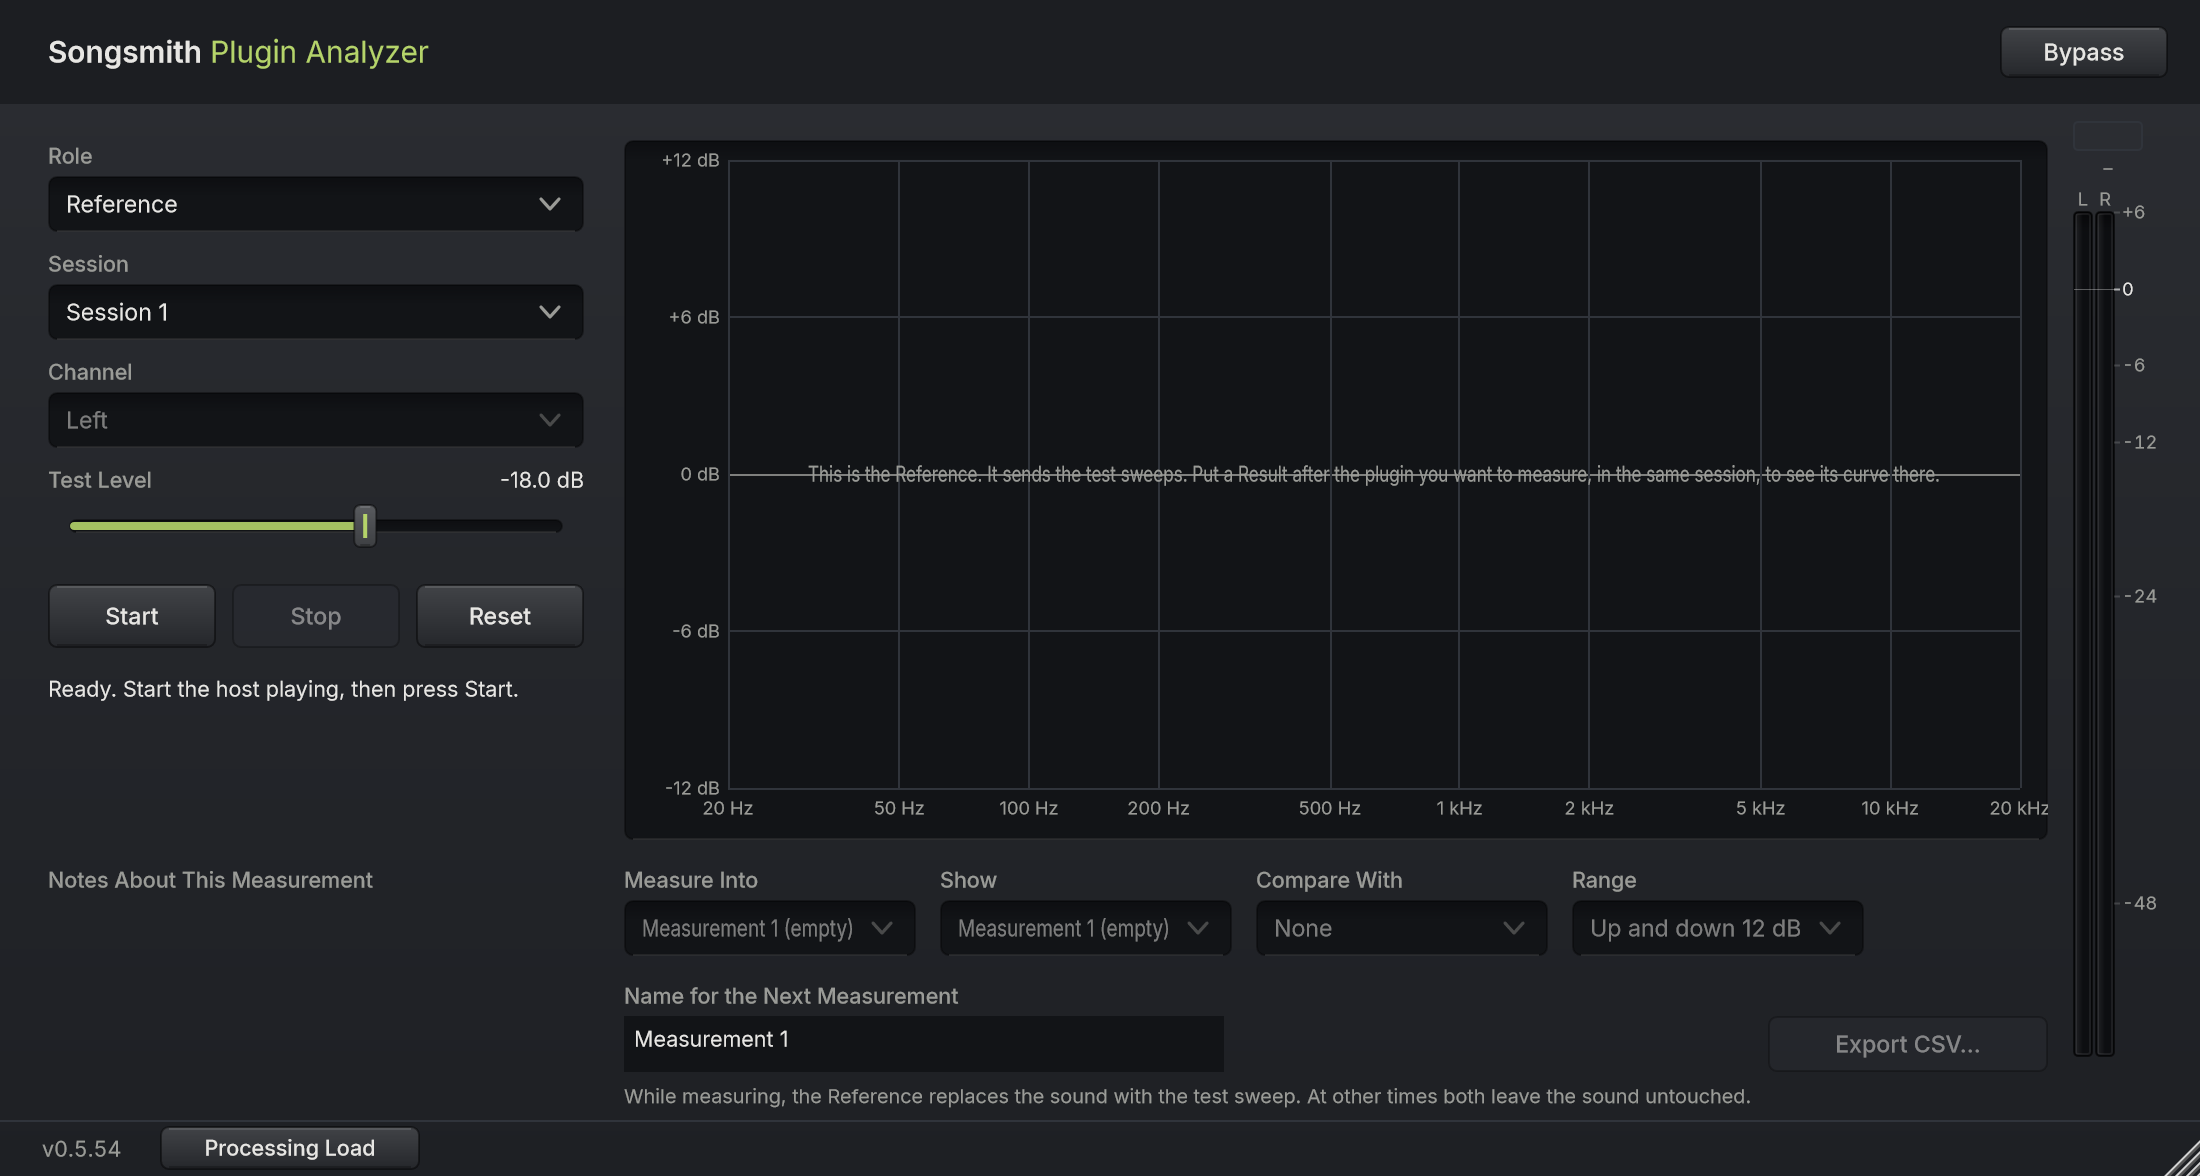 Songsmith Plugin Analyzer
Bypass
Role
Reference
Session
Session 1
Channel
Left
Test Level
-18.0 dB
Start
Stop
Reset
Ready. Start the host playing, then press Start.
Notes About This Measurement
+12 dB
+6 dB
0 dB
-6 dB
-12 dB
This is the Reference. It sends the test sweeps. Put a Result after the plugin you want to measure, in the same session, to see its curve there.
20 Hz
50 Hz
100 Hz
200 Hz
500 Hz
1 kHz
2 kHz
5 kHz
10 kHz
20 kHz
–
L R
+6
0
-6
-12
-24
-48
Measure Into
Measurement 1 (empty)
Show
Measurement 1 (empty)
Compare With
None
Range
Up and down 12 dB
Name for the Next Measurement
Measurement 1
Export CSV...
While measuring, the Reference replaces the sound with the test sweep. At other times both leave the sound untouched.
v0.5.54
Processing Load